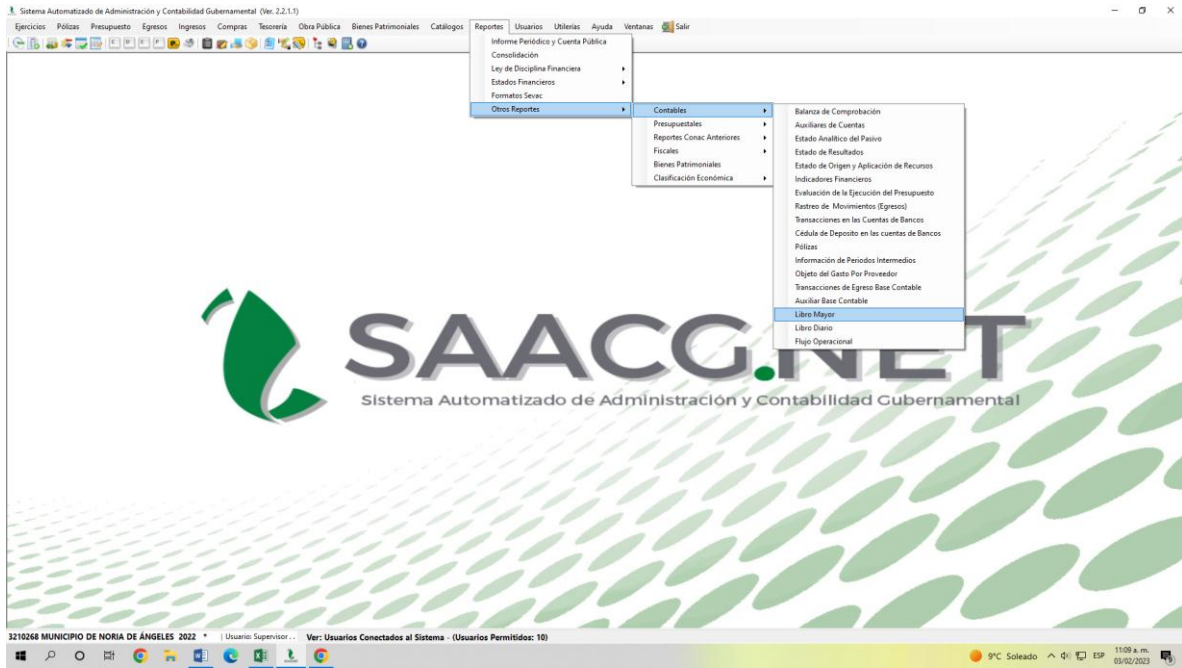 Sistema Automatizado de Administración y Contabilidad Gubernamental (Ver. 2.2.1.1)
Ejercicios Pólizas Presupuesto Egresos Ingresos Compras Tesorería Obra Pública Bienes Patrimoniales Catálogos Reportes Usuarios Utilerías Ayuda Ventanas Salir
Informe Periódico y Cuenta Pública
Consolidación
Ley de Disciplina Financiera
Estados Financieros
Formatos Sevac
Otros Reportes
Contables
Presupuestales
Reportes Conac Anteriores
Fiscales
Bienes Patrimoniales
Clasificación Económica
Balanza de Comprobación
Auxiliares de Cuentas
Estado Analítico del Pasivo
Estado de Resultados
Estado de Origen y Aplicación de Recursos
Indicadores Financieros
Evaluación de la Ejecución del Presupuesto
Rastreo de Movimientos (Egresos)
Transacciones en las Cuentas de Bancos
Cédula de Deposito en las cuentas de Bancos
Pólizas
Información de Periodos Intermedios
Objeto del Gasto Por Proveedor
Transacciones de Egreso Base Contable
Auxiliar Base Contable
Libro Mayor
Libro Diario
Flujo Operacional
SAACG.NET
Sistema Automatizado de Administración y Contabilidad Gubernamental
3210268 MUNICIPIO DE NORIA DE ÁNGELES 2022 * | Usuario: Supervisor . . Ver: Usuarios Conectados al Sistema - (Usuarios Permitidos: 10)
9°C Soleado ESP 11:09 a. m.
03/02/2023